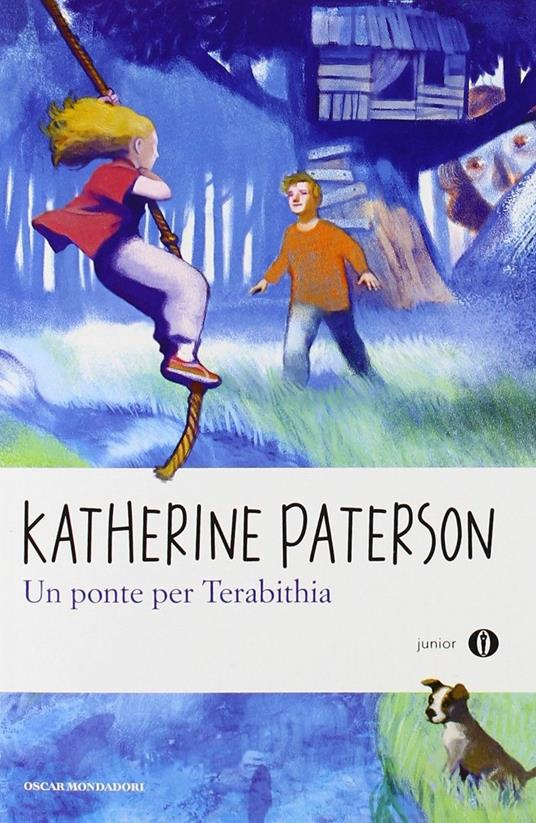 KATHERINE PATERSON
Un ponte per Terabithia
junior
OSCAR MONDADORI